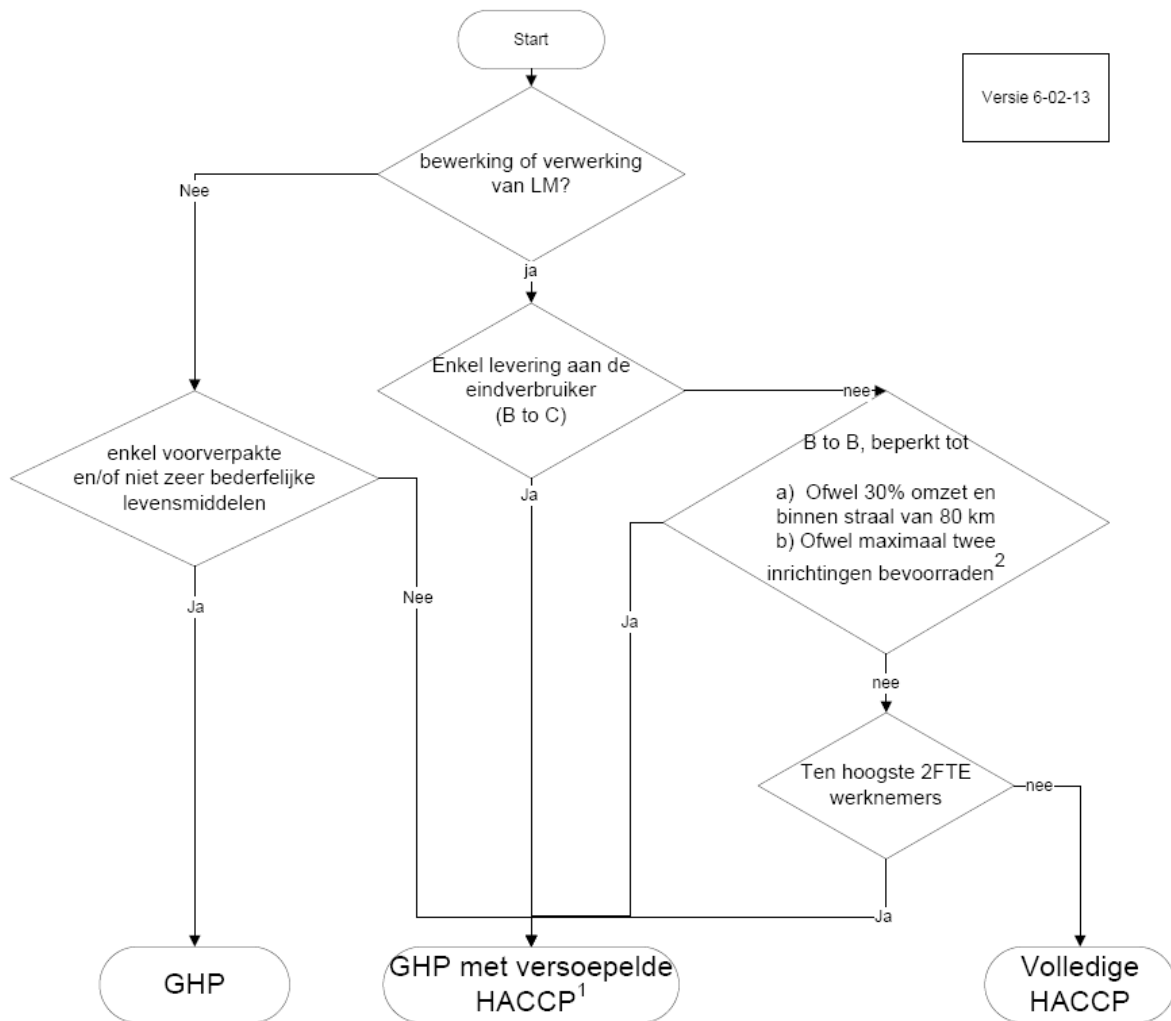 Start
Versie 6-02-13
bewerking of verwerking
van LM?
Nee
ja
Enkel levering aan de
eindverbruiker
(B to C)
nee
enkel voorverpakte
en/of niet zeer bederfelijke
levensmiddelen
B to B, beperkt tot
a) Ofwel 30% omzet en
binnen straal van 80 km
b) Ofwel maximaal twee
inrichtingen bevoorraden2
Ja
Nee
Ja
Ja
nee
Ten hoogste 2FTE
werknemers
nee
Ja
GHP
GHP met versoepelde
HACCP1
Volledige
HACCP